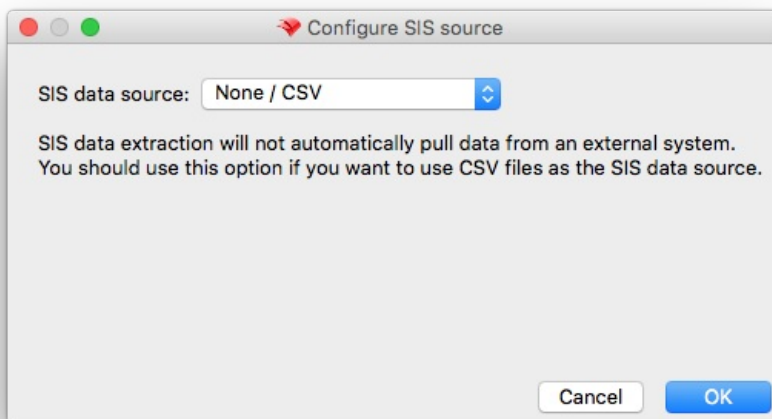 Configure SIS source
SIS data source: None / CSV
SIS data extraction will not automatically pull data from an external system.
You should use this option if you want to use CSV files as the SIS data source.
Cancel OK